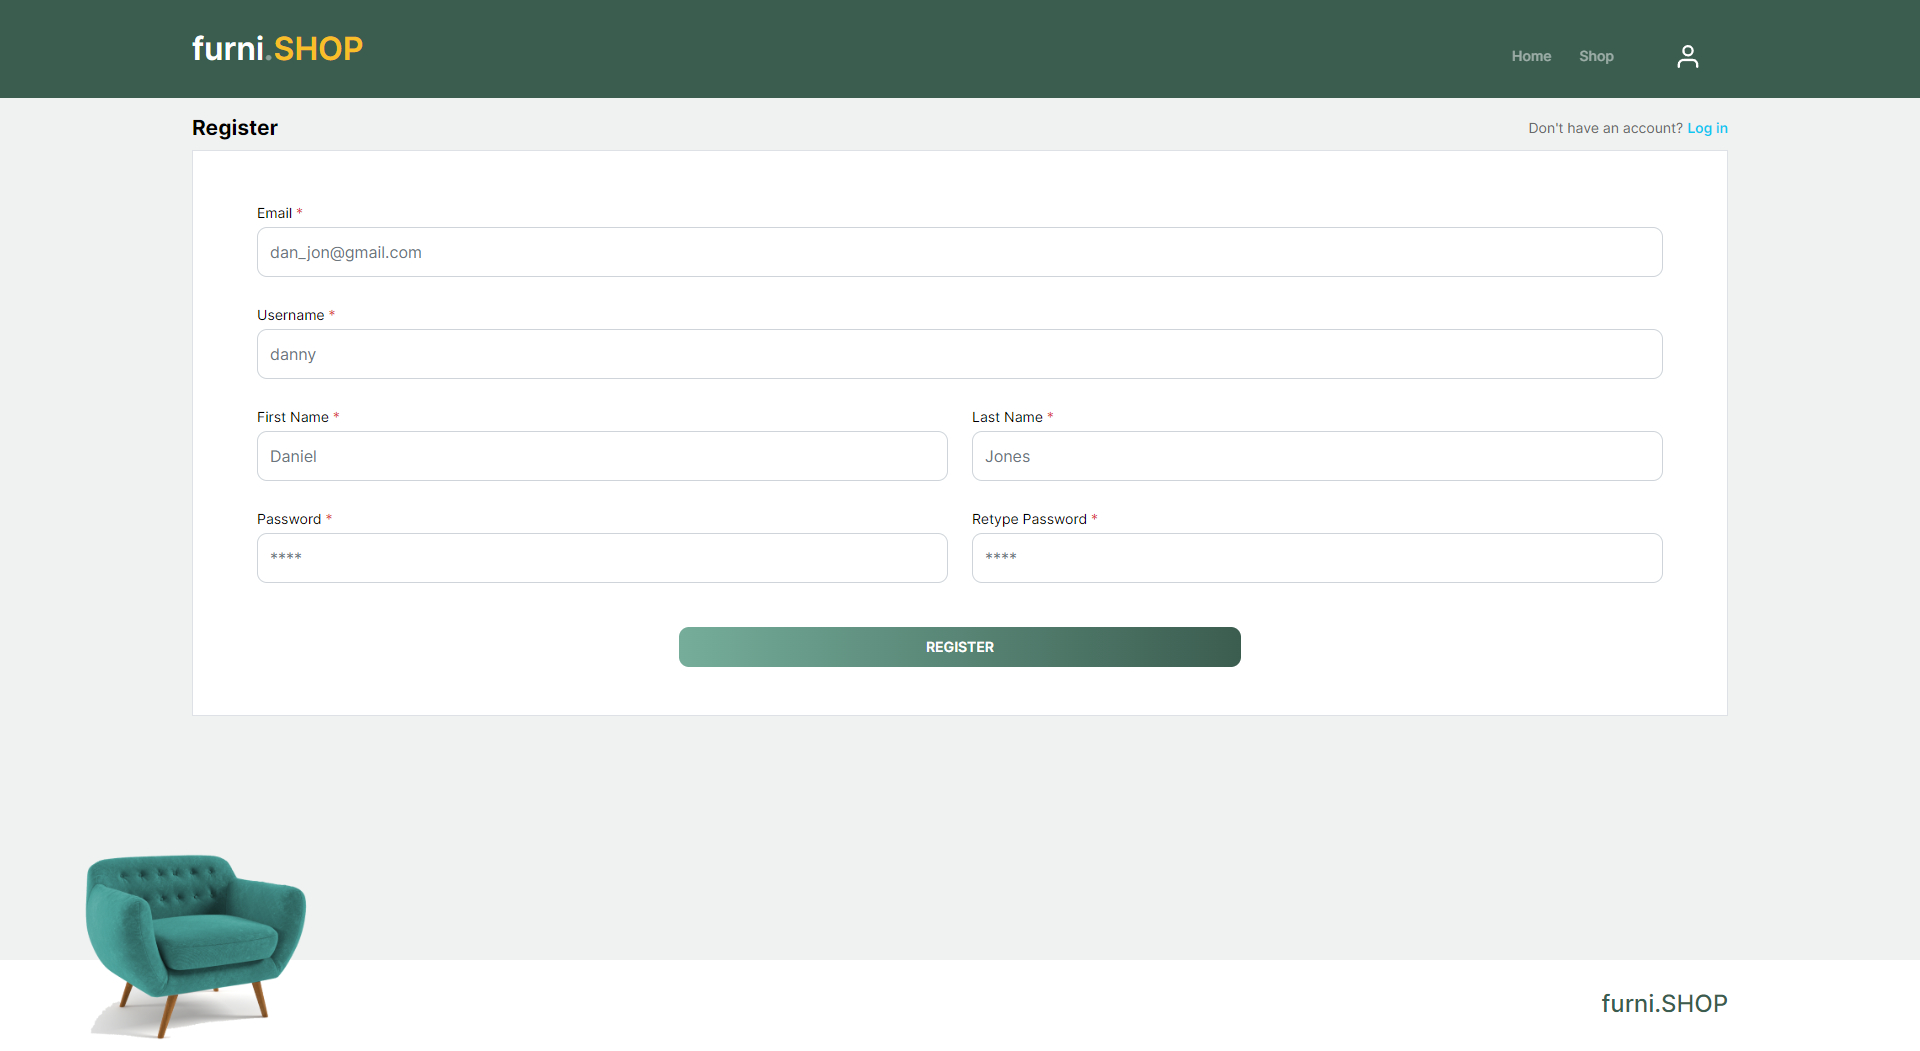 furni.SHOP
Home Shop
Register
Don't have an account? Log in
Email *
dan_jon@gmail.com
Username *
danny
First Name *
Last Name *
Daniel
Jones
Password *
Retype Password *
****
****
REGISTER
furni.SHOP